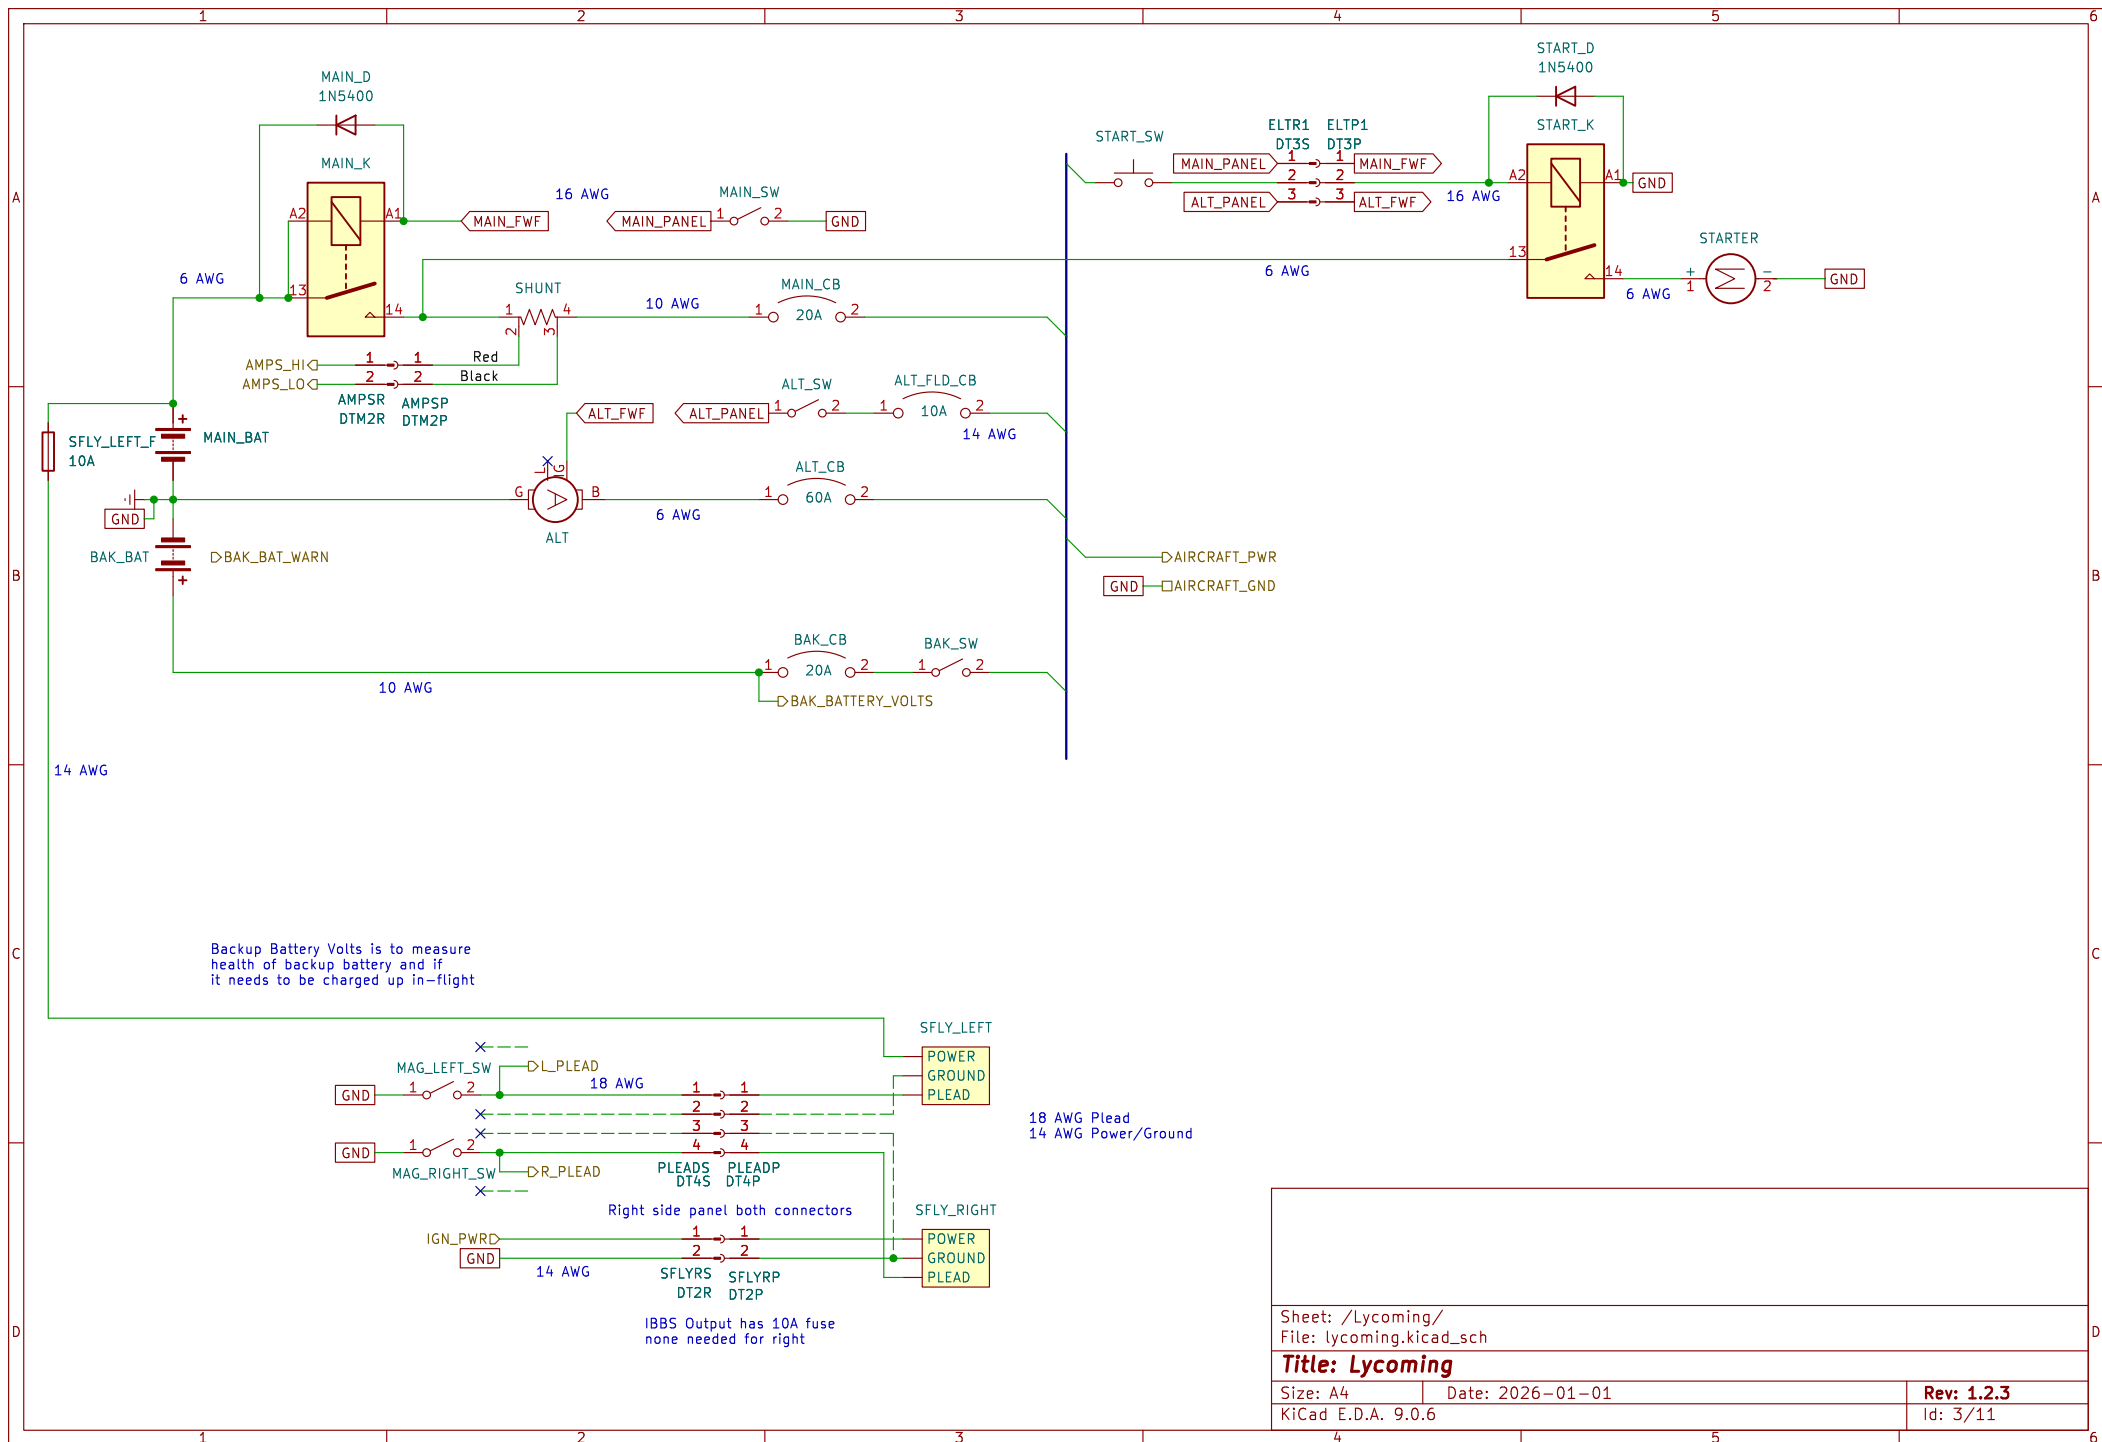 1 2 3 4 5 6
START_D
1N5400
MAIN_D
1N5400
START_K
ELTR1 ELTP1
DT3S DT3P
START_SW
MAIN_K
MAIN_PANEL 1 1 MAIN_FWF
2 2 A2 A1 GND
ALT_PANEL 3 3 ALT_FWF
16 AWG
16 AWG
MAIN_SW
A A
A2 A1 MAIN_FWF
MAIN_PANEL 1 2 GND
STARTER
13
6 AWG
6 AWG
14 + 1 - 2 GND
6 AWG
13
SHUNT
MAIN_CB
10 AWG
14 1 4 1 20A 2
2 3
AMPS_HI 1 1 Red
AMPS_LO 2 2 Black
AMPSR AMPSP
DTM2R DTM2P
ALT_SW ALT_FLD_CB
ALT_FWF ALT_PANEL 1 2 1 10A 2
14 AWG
+
SFLY_LEFT_F MAIN_BAT
10A
ALT_CB
L IG
G A B 1 60A 2
6 AWG
GND
ALT
BAK_BAT BAK_BAT_WARN
+
AIRCRAFT_PWR
GND AIRCRAFT_GND
B B
BAK_CB BAK_SW
1 20A 2 1 2
10 AWG
BAK_BATTERY_VOLTS
14 AWG
Backup Battery Volts is to measure
health of backup battery and if
it needs to be charged up in-flight
C C
SFLY_LEFT
MAG_LEFT_SW L_PLEAD
POWER
GROUND
PLEAD
18 AWG
GND 1 2 1 1
2 2
3 3
GND 1 2 4 4
MAG_RIGHT_SW R_PLEAD
PLEADS PLEADP
DT4S DT4P
18 AWG Plead
14 AWG Power/Ground
Right side panel both connectors
SFLY_RIGHT
IGN_PWR 1 1 POWER
GND 2 2 GROUND
PLEAD
14 AWG
SFLYRS SFLYRP
DT2R DT2P
IBBS Output has 10A fuse
none needed for right
D D
Sheet: /Lycoming/
File: lycoming.kicad_sch
Title: Lycoming
Size: A4 Date: 2026-01-01 Rev: 1.2.3
KiCad E.D.A. 9.0.6 Id: 3/11
1 2 3 4 5 6